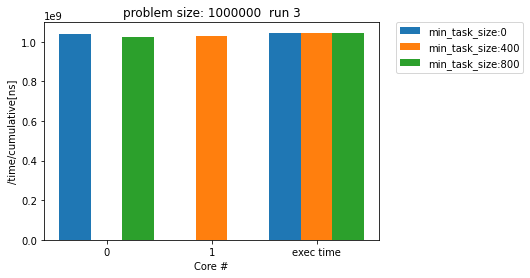 problem size: 1000000  run 3
1e9
/time/cumulative[ns]
1.0
0.8
0.6
0.4
0.2
0.0
0
1
exec time
Core #
min_task_size:0
min_task_size:400
min_task_size:800